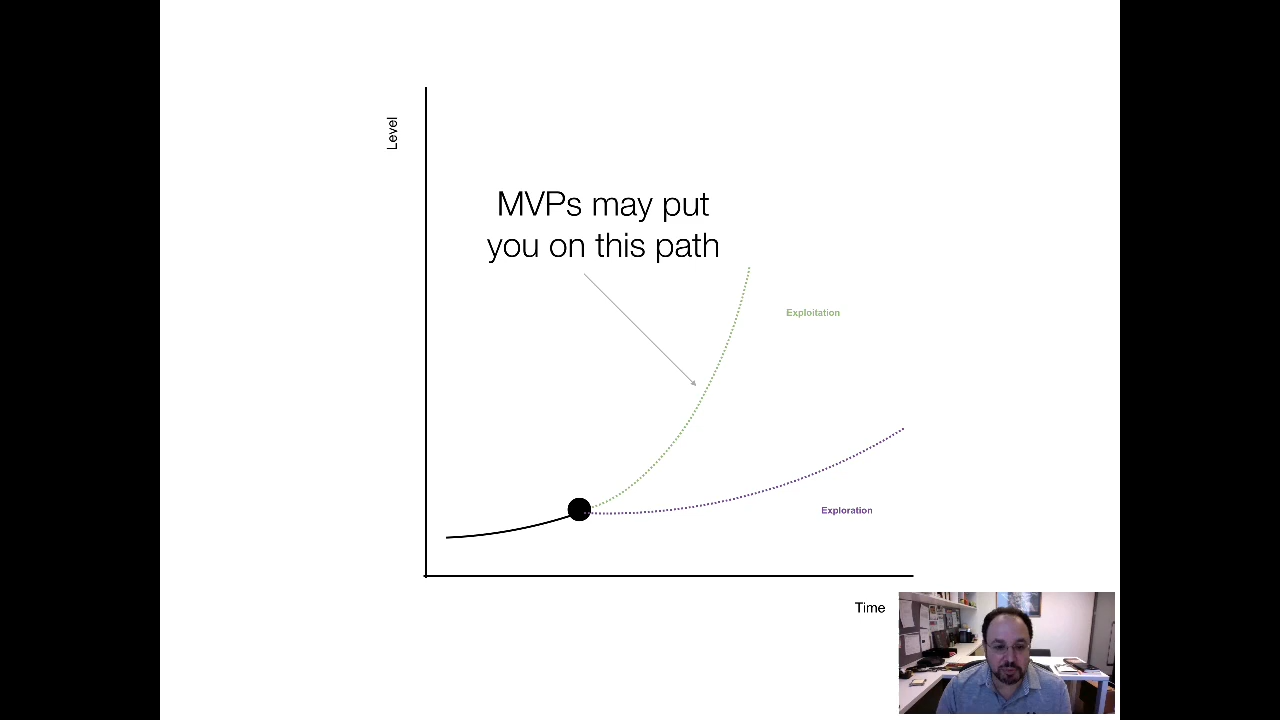 Level
MVPs may put
you on this path
Exploitation
Exploration
Time